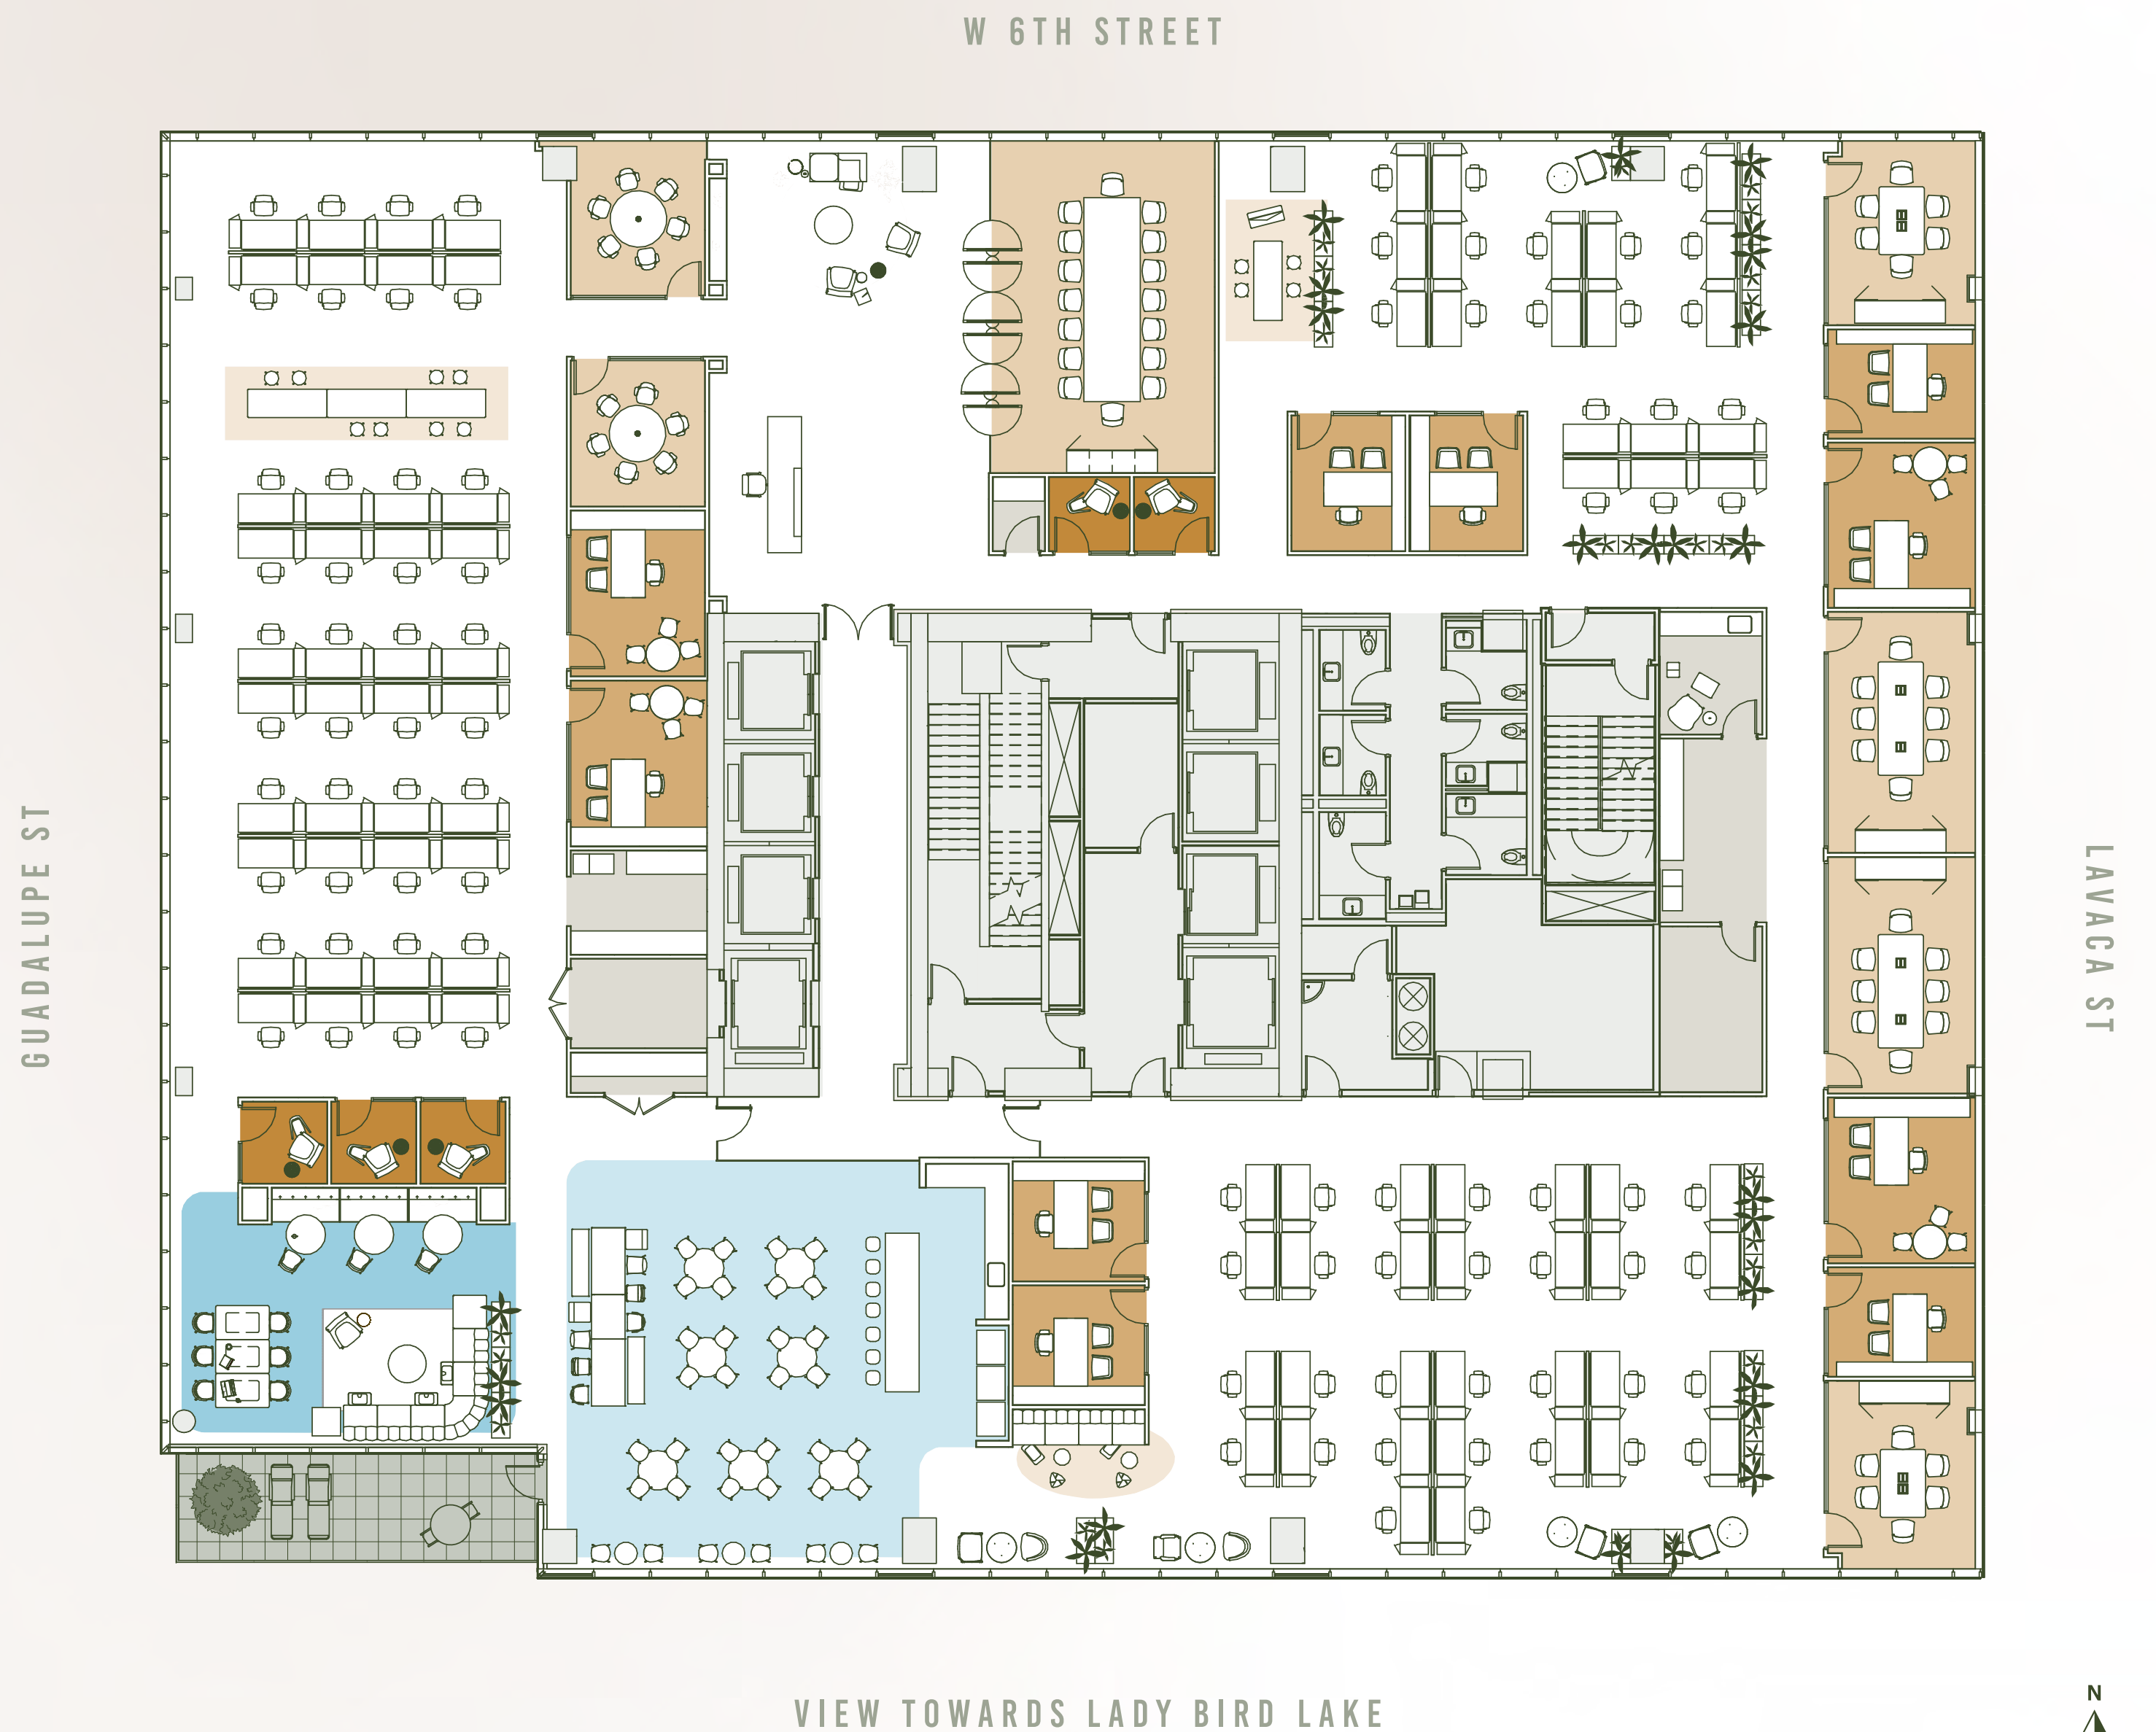 W 6TH STREET
GUADALUPE ST
LAVACA ST
VIEW TOWARDS LADY BIRD LAKE
N